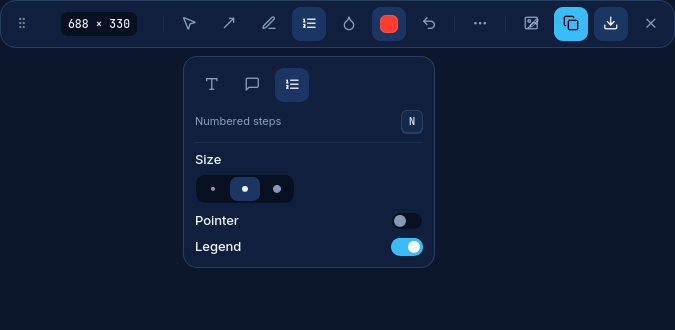 688 × 330
T
Numbered steps
N
Size
Pointer
Legend